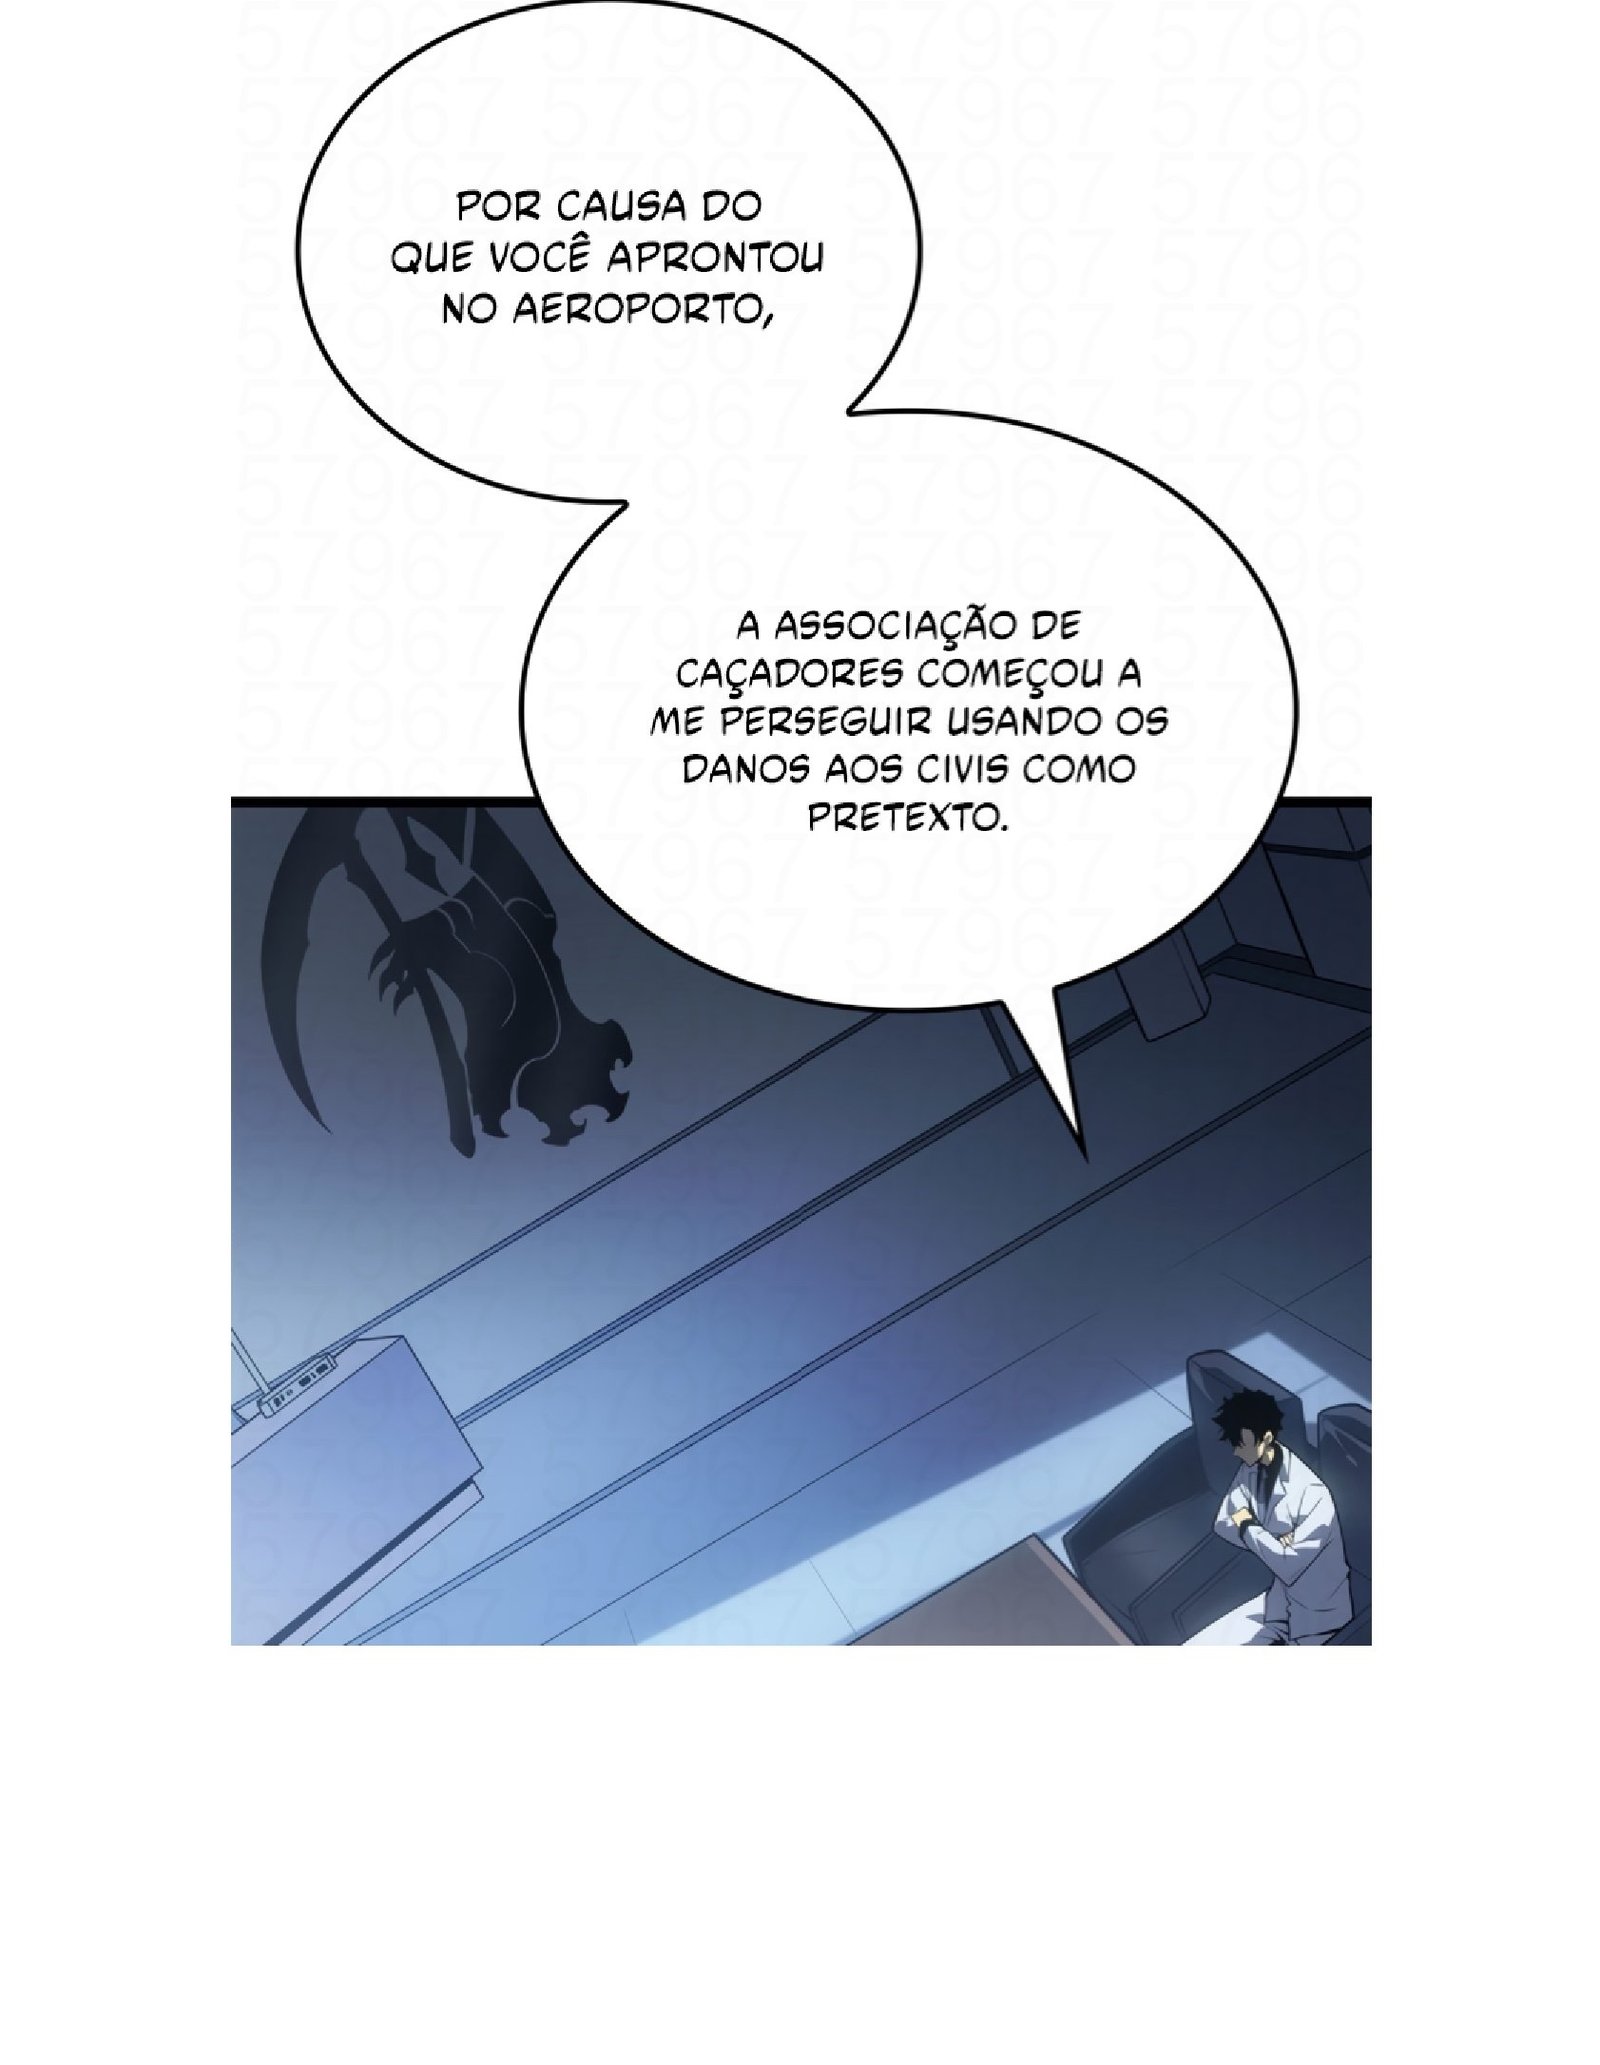 POR CAUSA DO
QUE VOCÊ APRONTOU
NO AEROPORTO,
A ASSOCIAÇÃO DE
CAÇADORES COMEÇOU A
ME PERSEGUIR USANDO OS
DANOS AOS CIVIS COMO
PRETEXTO.